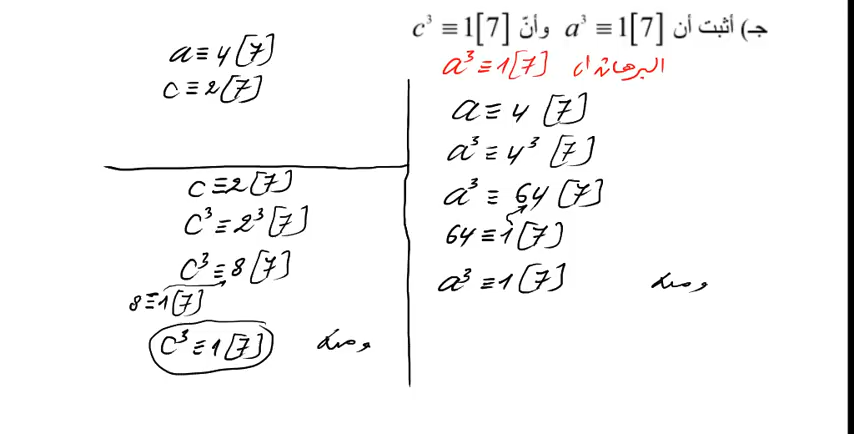 جـ) أثبت أن a³ ≡ 1[7] وأنّ c³ ≡ 1[7]
البرهان أن a³ ≡ 1[7]
a ≡ 4 [7]
a³ ≡ 4³ [7]
a³ ≡ 64 [7]
64 ≡ 1 [7]
a³ ≡ 1 [7]
a ≡ 4 [7]
c ≡ 2 [7]
c ≡ 2 [7]
c³ ≡ 2³ [7]
c³ ≡ 8 [7]
8 ≡ 1 [7]
c³ ≡ 1 [7]